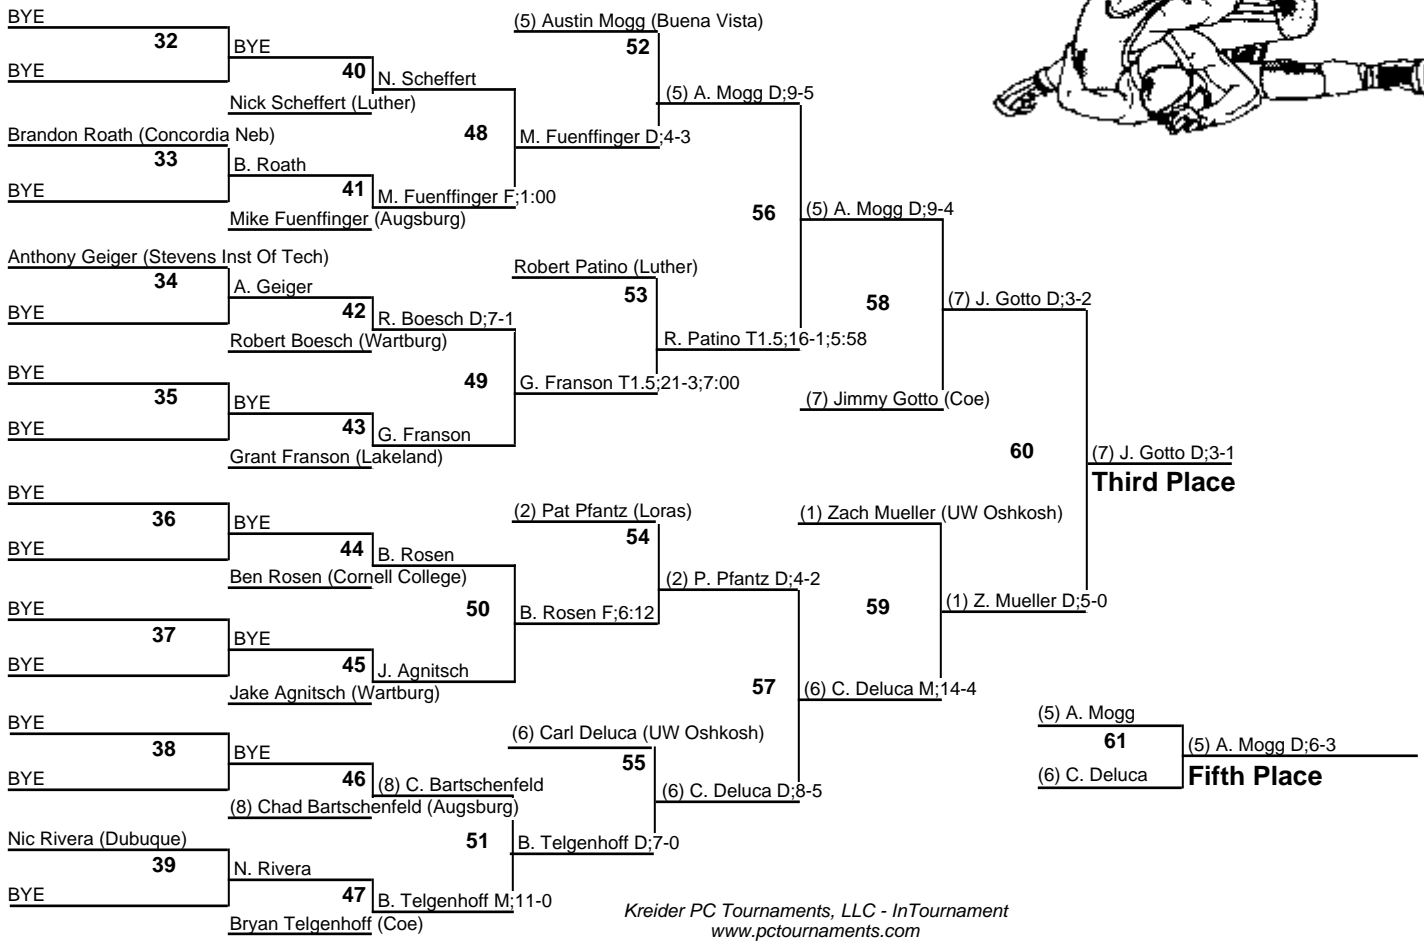 BYE
32
BYE
BYE
40
N. Scheffert
Nick Scheffert (Luther)
Brandon Roath (Concordia Neb)
33
B. Roath
BYE
41
M. Fuenffinger F;1:00
Mike Fuenffinger (Augsburg)
48
M. Fuenffinger D;4-3
(5) Austin Mogg (Buena Vista)
52
(5) A. Mogg D;9-5
Anthony Geiger (Stevens Inst Of Tech)
34
A. Geiger
BYE
42
R. Boesch D;7-1
Robert Boesch (Wartburg)
BYE
35
BYE
BYE
43
G. Franson
Grant Franson (Lakeland)
49
G. Franson T1.5;21-3;7:00
Robert Patino (Luther)
53
R. Patino T1.5;16-1;5:58
56
(5) A. Mogg D;9-4
58
(7) J. Gotto D;3-2
(7) Jimmy Gotto (Coe)
BYE
36
BYE
BYE
44
B. Rosen
Ben Rosen (Cornell College)
BYE
37
BYE
BYE
45
J. Agnitsch
Jake Agnitsch (Wartburg)
50
B. Rosen F;6:12
(2) Pat Pfantz (Loras)
54
(2) P. Pfantz D;4-2
BYE
38
BYE
BYE
46
(8) C. Bartschenfeld
(8) Chad Bartschenfeld (Augsburg)
Nic Rivera (Dubuque)
39
N. Rivera
BYE
47
B. Telgenhoff M;11-0
Bryan Telgenhoff (Coe)
51
B. Telgenhoff D;7-0
(6) Carl Deluca (UW Oshkosh)
55
(6) C. Deluca D;8-5
57
(6) C. Deluca M;14-4
(1) Zach Mueller (UW Oshkosh)
59
(1) Z. Mueller D;5-0
60
(7) J. Gotto D;3-1
Third Place
(5) A. Mogg
61
(5) A. Mogg D;6-3
(6) C. Deluca
Fifth Place
Kreider PC Tournaments, LLC - InTournament
www.pctournaments.com